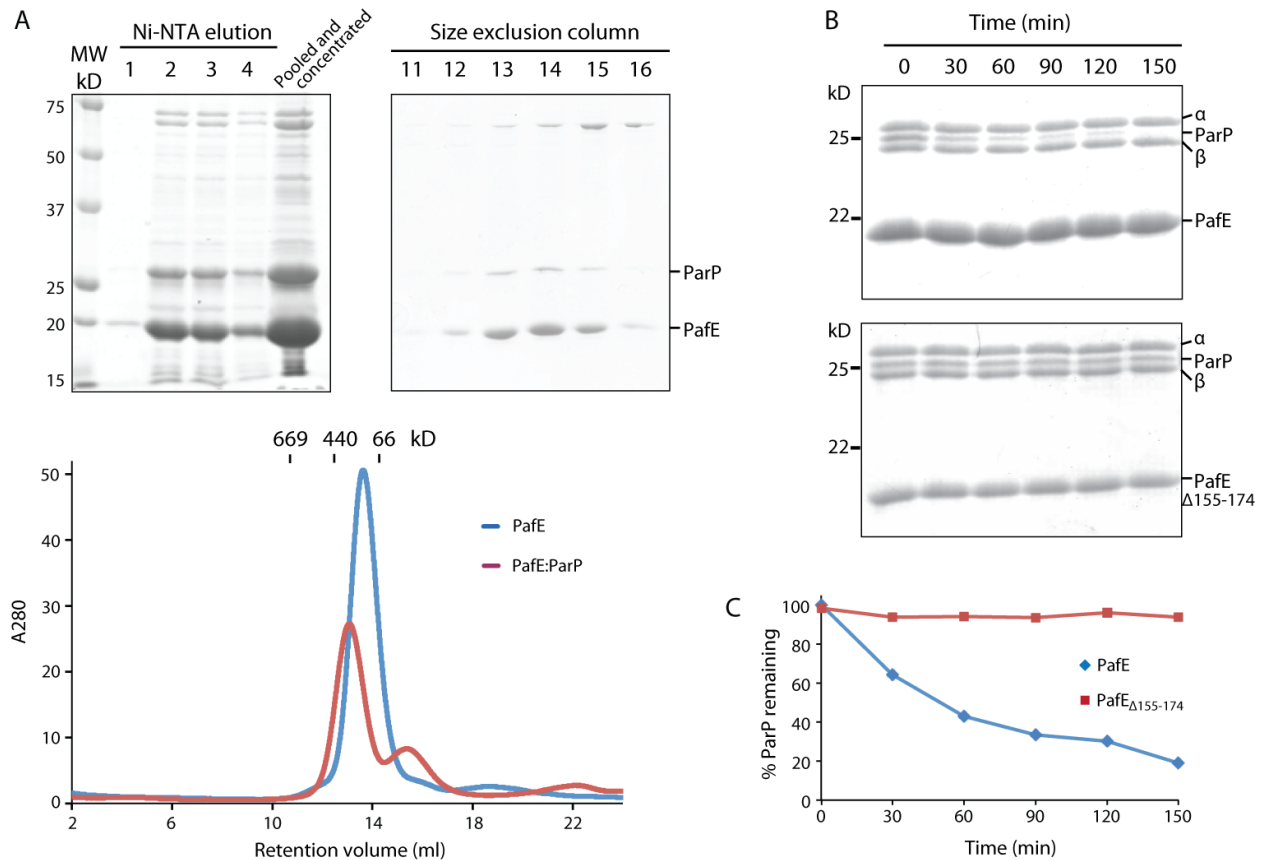 A
Ni-NTA elution
Pooled and
concentrated
Size exclusion column
MW
kD
1 2 3 4
11 12 13 14 15 16
75
50
37
25
20
15
ParP
PafE
669 440 66 kD
50
40
30
20
10
0
A280
PafE
PafE:ParP
2 6 10 14 18 22
Retention volume (ml)
B
Time (min)
0 30 60 90 120 150
kD
25
22
α
ParP
β
PafE
kD
25
22
α
ParP
β
PafE
Δ155-174
C
100
80
60
40
20
0
% ParP remaining
PafE
PafEΔ155-174
0 30 60 90 120 150
Time (min)